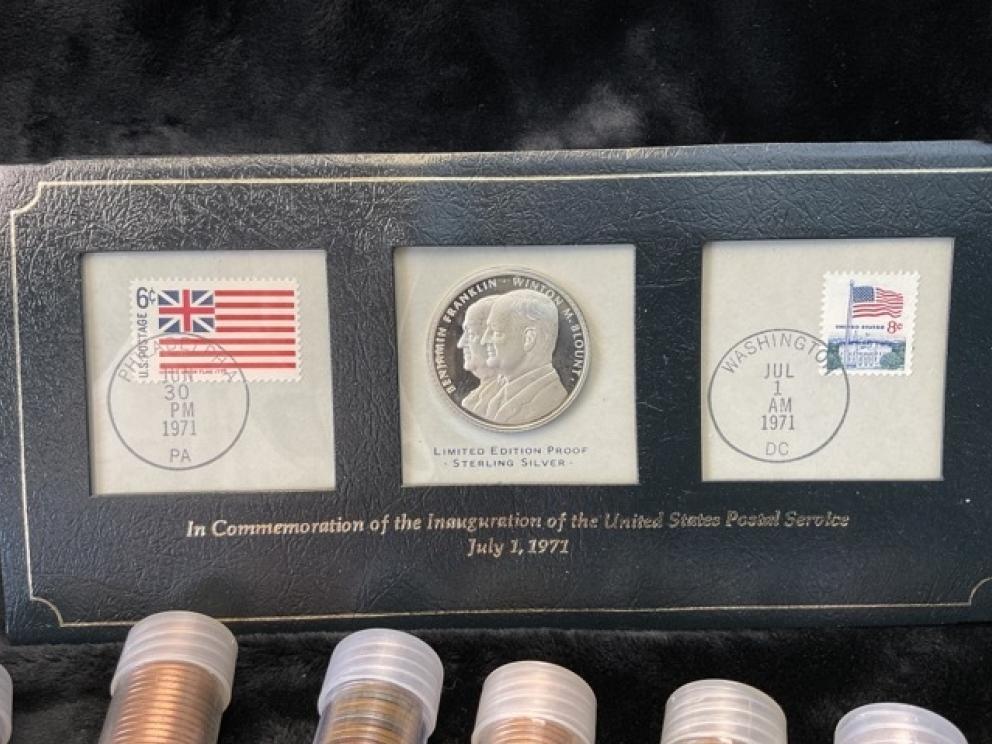 6¢
U.S. POSTAGE
PHILADELPHIA
JUN
30
PM
1971
PA
BENJAMIN FRANKLIN · WINTON M. BLOUNT
LIMITED EDITION PROOF
· STERLING SILVER ·
UNITED STATES 8¢
WASHINGTON
JUL
1
AM
1971
DC
In Commemoration of the Inauguration of the United States Postal Service
July 1, 1971